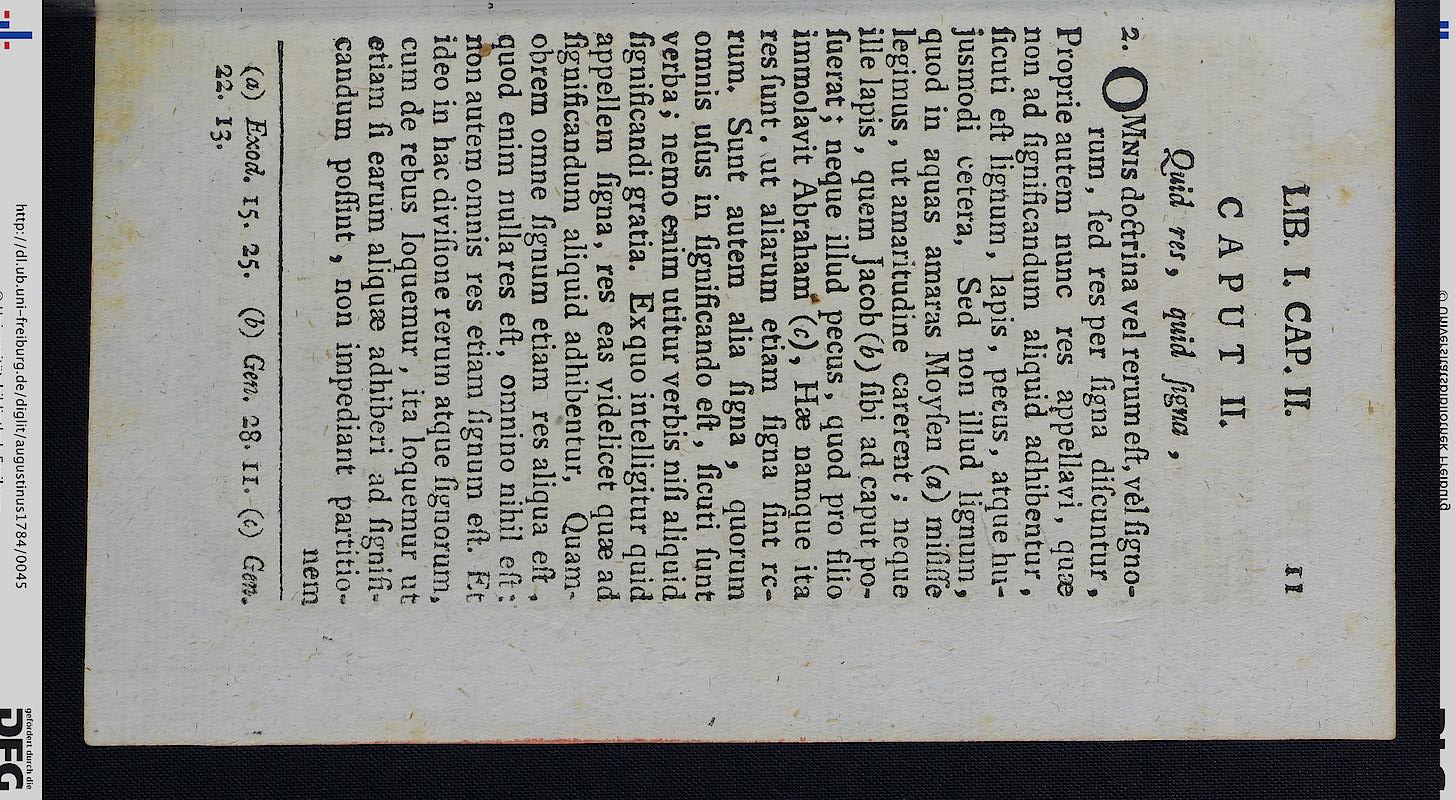 LIB. I. CAP. II. 11
CAPUT II.
Quid res, quid ſigna,
2. OMNIS doctrina vel rerum eſt, vel ſigno-
rum, ſed res per ſigna diſcuntur,
Proprie autem nunc res appellavi, quæ
non ad ſignificandum aliquid adhibentur,
ſicuti eſt lignum, lapis, pecus, atque hu-
jusmodi cetera, Sed non illud lignum,
quod in aquas amaras Moyſen (a) miſiſſe
legimus, ut amaritudine carerent; neque
ille lapis, quem Jacob (b) ſibi ad caput po-
ſuerat; neque illud pecus, quod pro filio
immolavit Abraham (c), Hæ namque ita
res ſunt, ut aliarum etiam ſigna ſint re-
rum. Sunt autem alia ſigna, quorum
omnis uſus in ſignificando eſt, ſicuti ſunt
verba; nemo enim utitur verbis niſi aliquid
ſignificandi gratia. Ex quo intelligitur quid
appellem ſigna, res eas videlicet quæ ad
ſignificandum aliquid adhibentur, Quam-
obrem omne ſignum etiam res aliqua eſt,
quod enim nulla res eſt, omnino nihil eſt:
non autem omnis res etiam ſignum eſt. Et
ideo in hac diviſione rerum atque ſignorum,
cum de rebus loquemur, ita loquemur ut
etiam ſi earum aliquæ adhiberi ad ſignifi-
candum poſſint, non impediant partitio-
nem
(a) Exod. 15. 25. (b) Gen. 28. 11. (c) Gen.
22. 13.
http://dl.ub.uni-freiburg.de/diglit/augustinus1784/0045
gefördert durch die
DFG